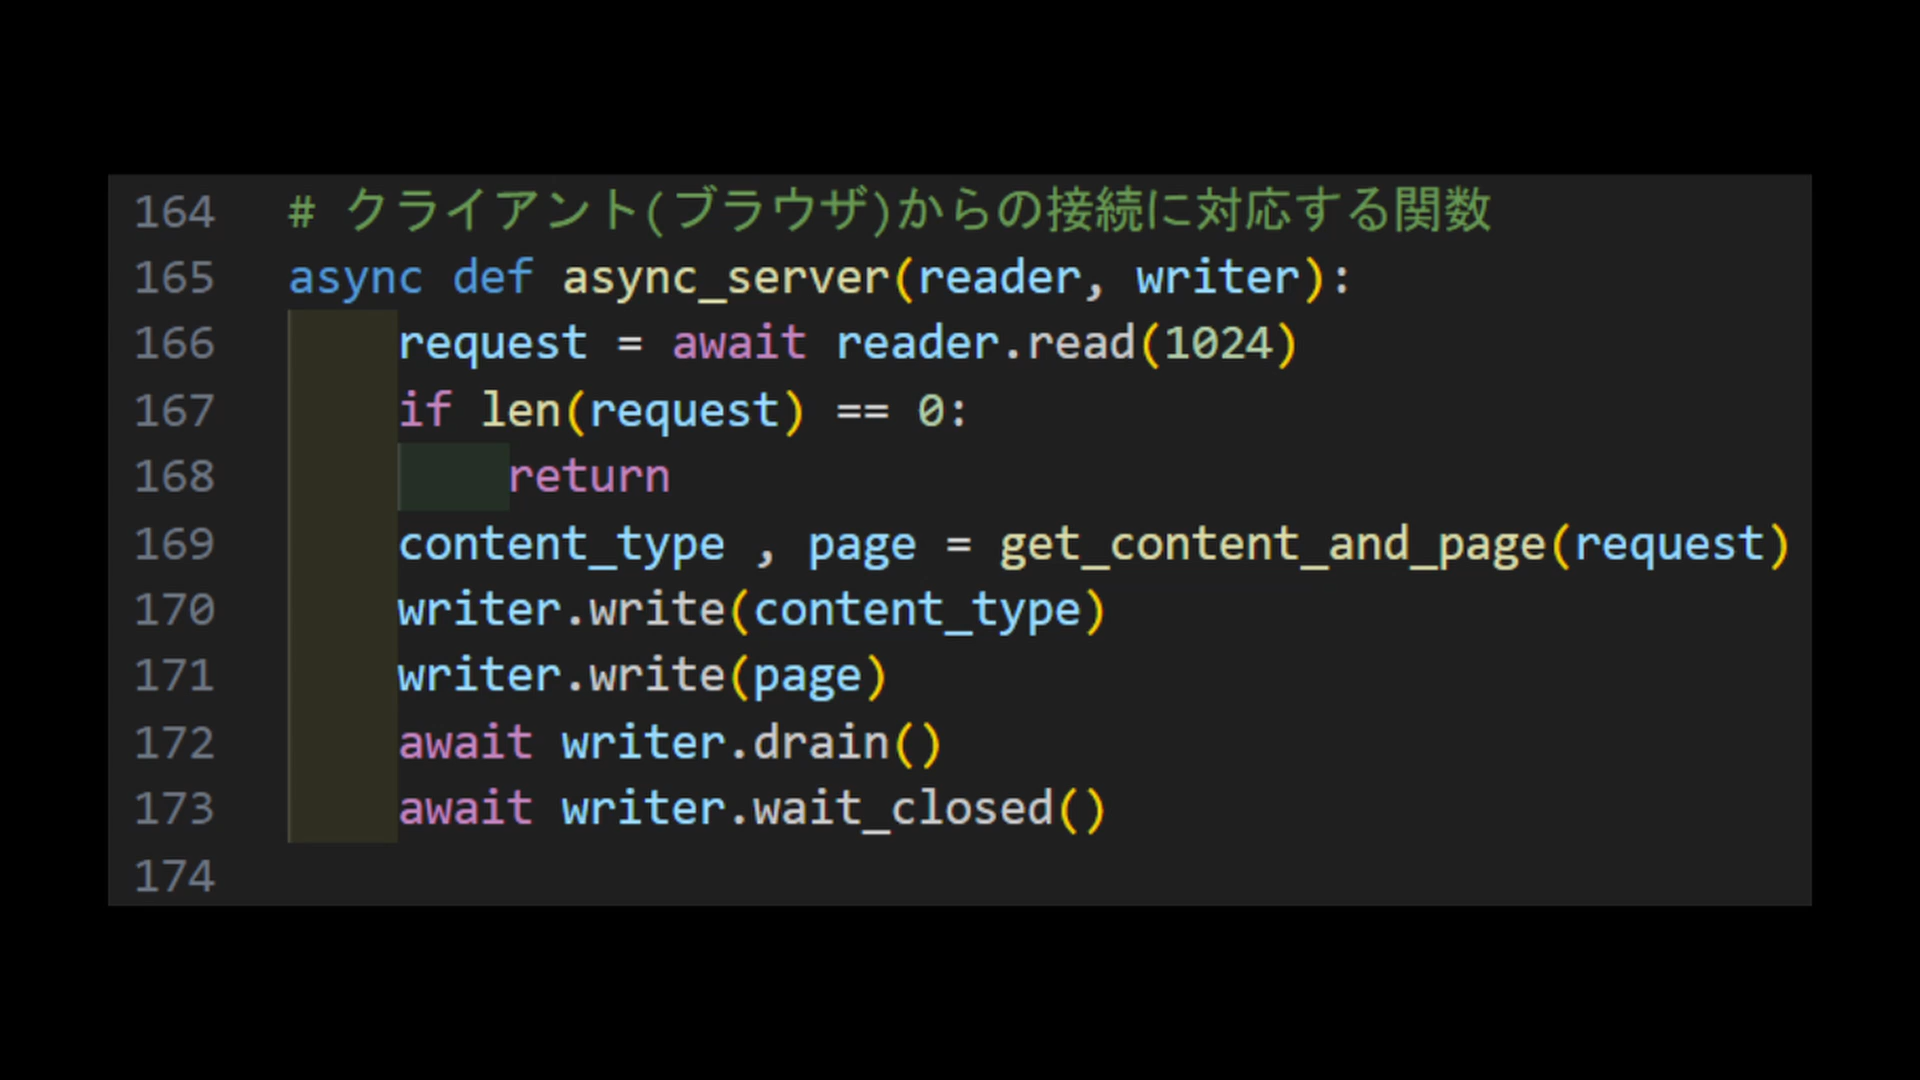 164 # クライアント(ブラウザ)からの接続に対応する関数
165 async def async_server(reader, writer):
166     request = await reader.read(1024)
167     if len(request) == 0:
168         return
169     content_type , page = get_content_and_page(request)
170     writer.write(content_type)
171     writer.write(page)
172     await writer.drain()
173     await writer.wait_closed()
174